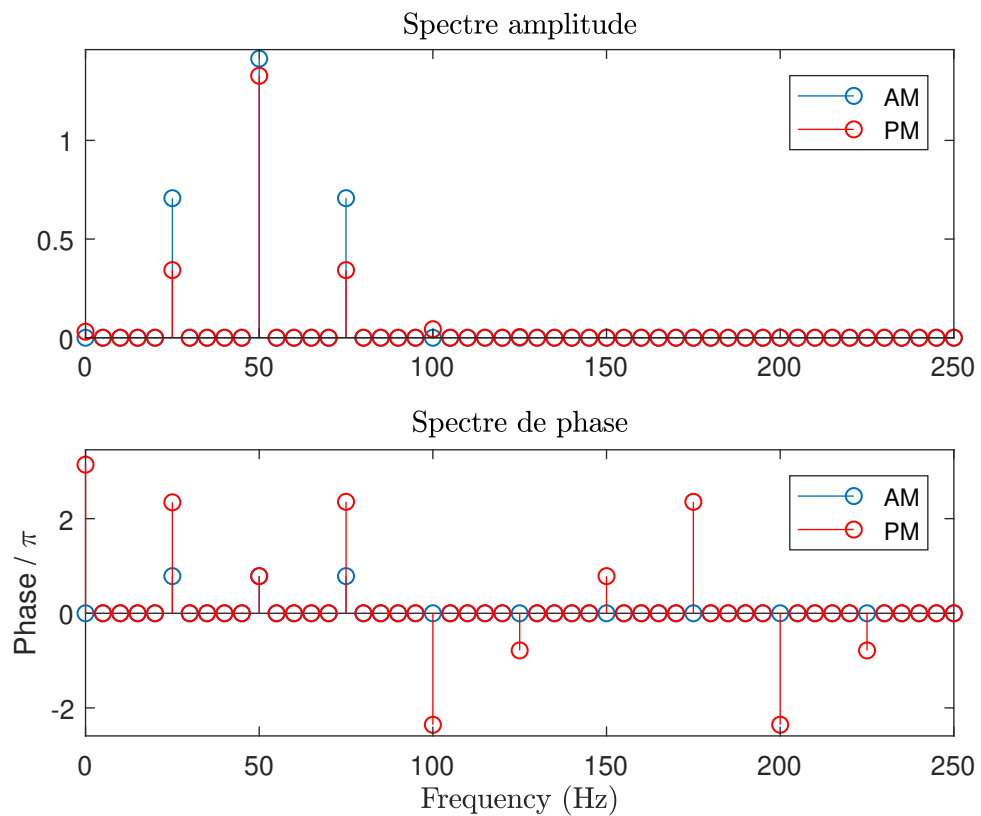 Spectre amplitude
AM
PM
1
0.5
0
0 50 100 150 200 250
Spectre de phase
AM
PM
Phase / π
2
0
-2
0 50 100 150 200 250
Frequency (Hz)